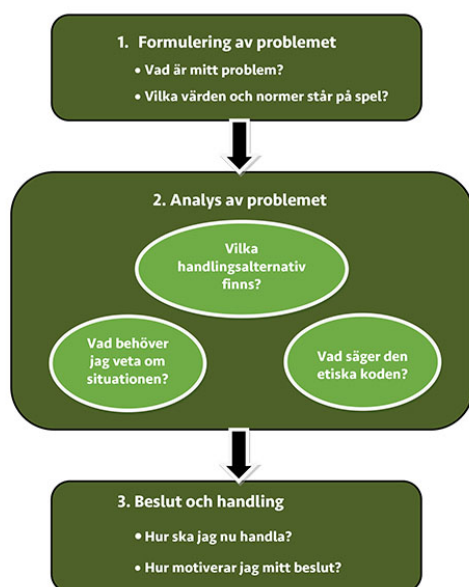 1. Formulering av problemet
• Vad är mitt problem?
• Vilka värden och normer står på spel?
2. Analys av problemet
Vilka
handlingsalternativ
finns?
Vad behöver
jag veta om
situationen?
Vad säger den
etiska koden?
3. Beslut och handling
• Hur ska jag nu handla?
• Hur motiverar jag mitt beslut?